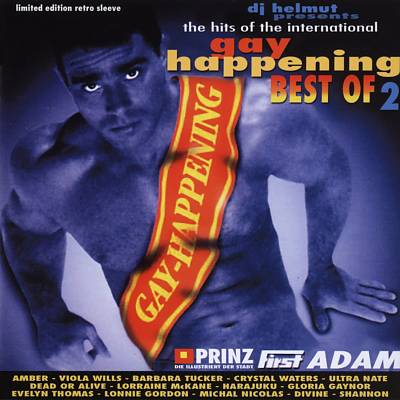 limited edition retro sleeve
dj helmut
presents
the hits of the international
gay
happening
BEST OF 2
GAY-HAPPENING
PRINZ
DIE ILLUSTRIERTE DER STADT
First
ADAM
AMBER - VIOLA WILLS - BARBARA TUCKER - CRYSTAL WATERS - ULTRA NATE
DEAD OR ALIVE - LORRAINE McKANE - HARAJUKU - GLORIA GAYNOR
EVELYN THOMAS - LONNIE GORDON - MICHAL NICOLAS - DIVINE - SHANNON